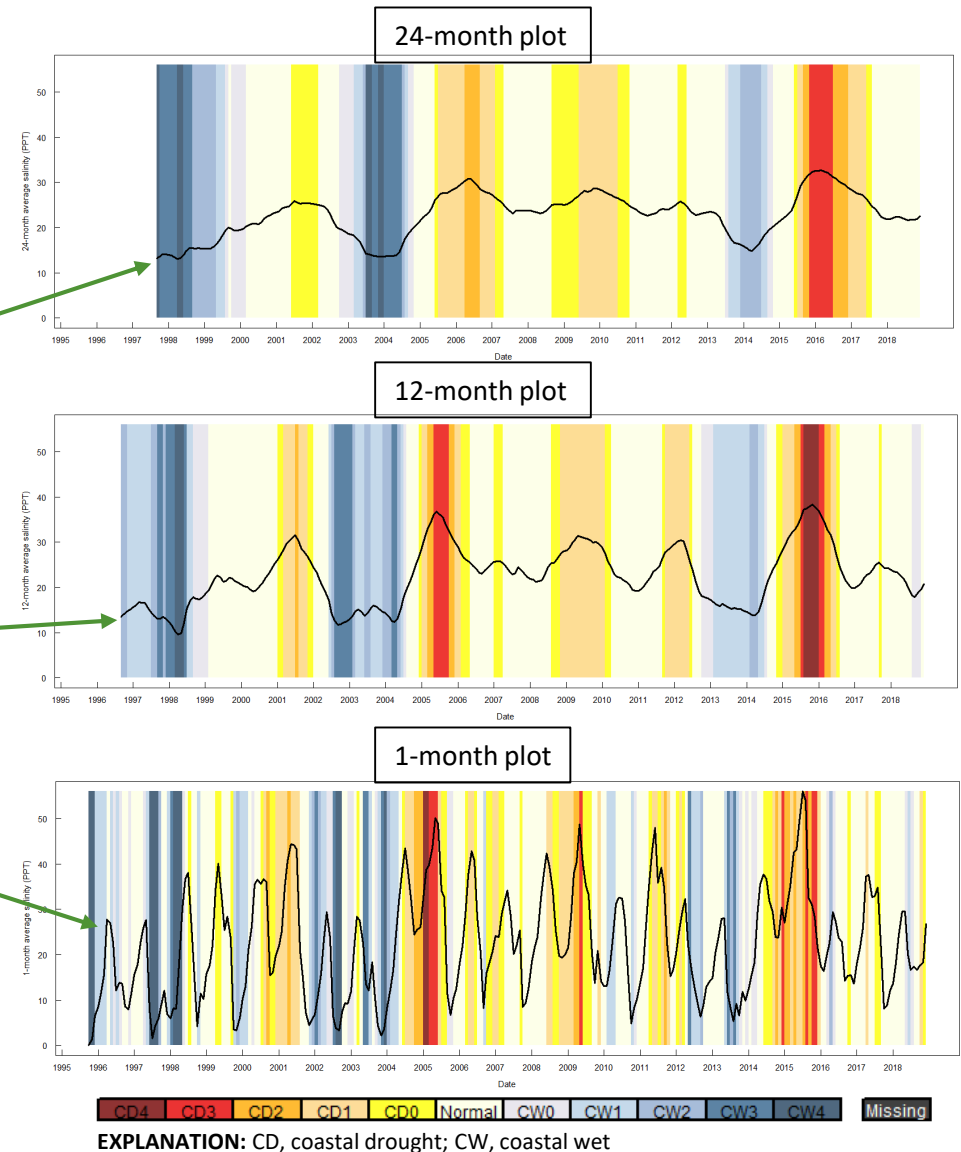 24-month plot
50
40
30
20
10
0
24-month average salinity (PPT)
1995 1996 1997 1998 1999 2000 2001 2002 2003 2004 2005 2006 2007 2008 2009 2010 2011 2012 2013 2014 2015 2016 2017 2018
Date
12-month plot
50
40
30
20
10
0
12-month average salinity (PPT)
1995 1996 1997 1998 1999 2000 2001 2002 2003 2004 2005 2006 2007 2008 2009 2010 2011 2012 2013 2014 2015 2016 2017 2018
Date
1-month plot
50
40
30
20
10
0
1-month average salinity (PPT)
1995 1996 1997 1998 1999 2000 2001 2002 2003 2004 2005 2006 2007 2008 2009 2010 2011 2012 2013 2014 2015 2016 2017 2018
Date
CD4 CD3 CD2 CD1 CD0 Normal CW0 CW1 CW2 CW3 CW4 Missing
EXPLANATION: CD, coastal drought; CW, coastal wet